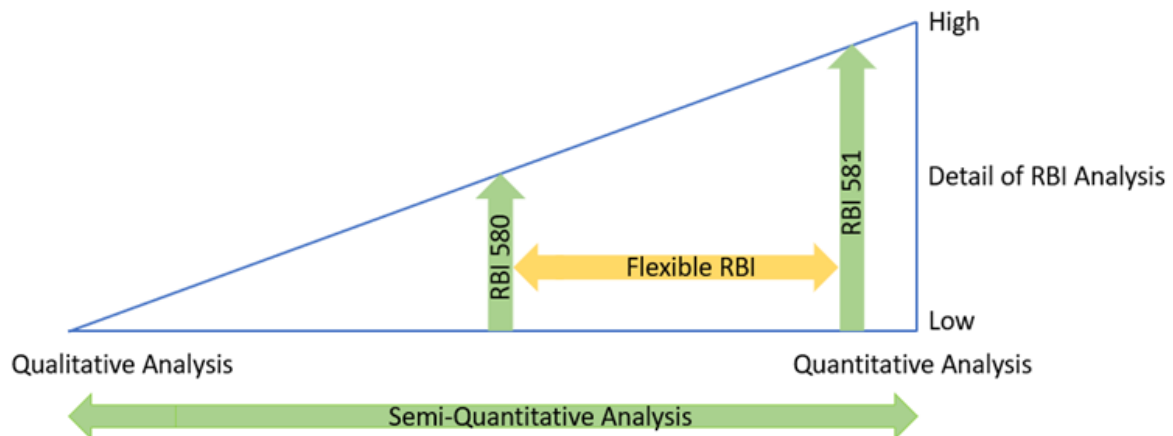 High
RBI 581
Detail of RBI Analysis
RBI 580
Flexible RBI
Low
Qualitative Analysis
Quantitative Analysis
Semi-Quantitative Analysis